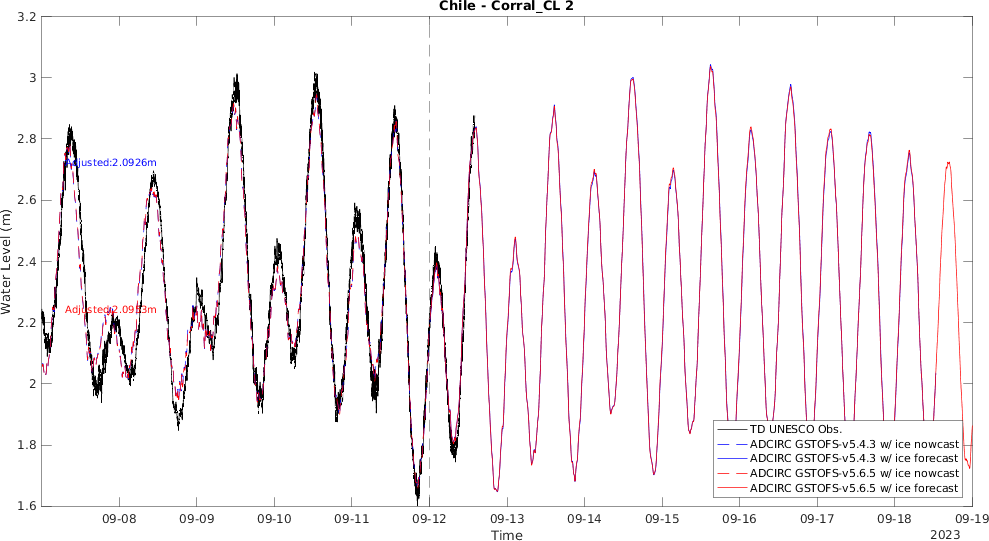 Chile - Corral_CL 2
Water Level (m)
3.2
3
2.8
2.6
2.4
2.2
2
1.8
1.6
Adjusted:2.0926m
Adjusted:2.0953m
TD UNESCO Obs.
ADCIRC GSTOFS-v5.4.3 w/ ice nowcast
ADCIRC GSTOFS-v5.4.3 w/ ice forecast
ADCIRC GSTOFS-v5.6.5 w/ ice nowcast
ADCIRC GSTOFS-v5.6.5 w/ ice forecast
09-08 09-09 09-10 09-11 09-12 09-13 09-14 09-15 09-16 09-17 09-18 09-19
Time
2023